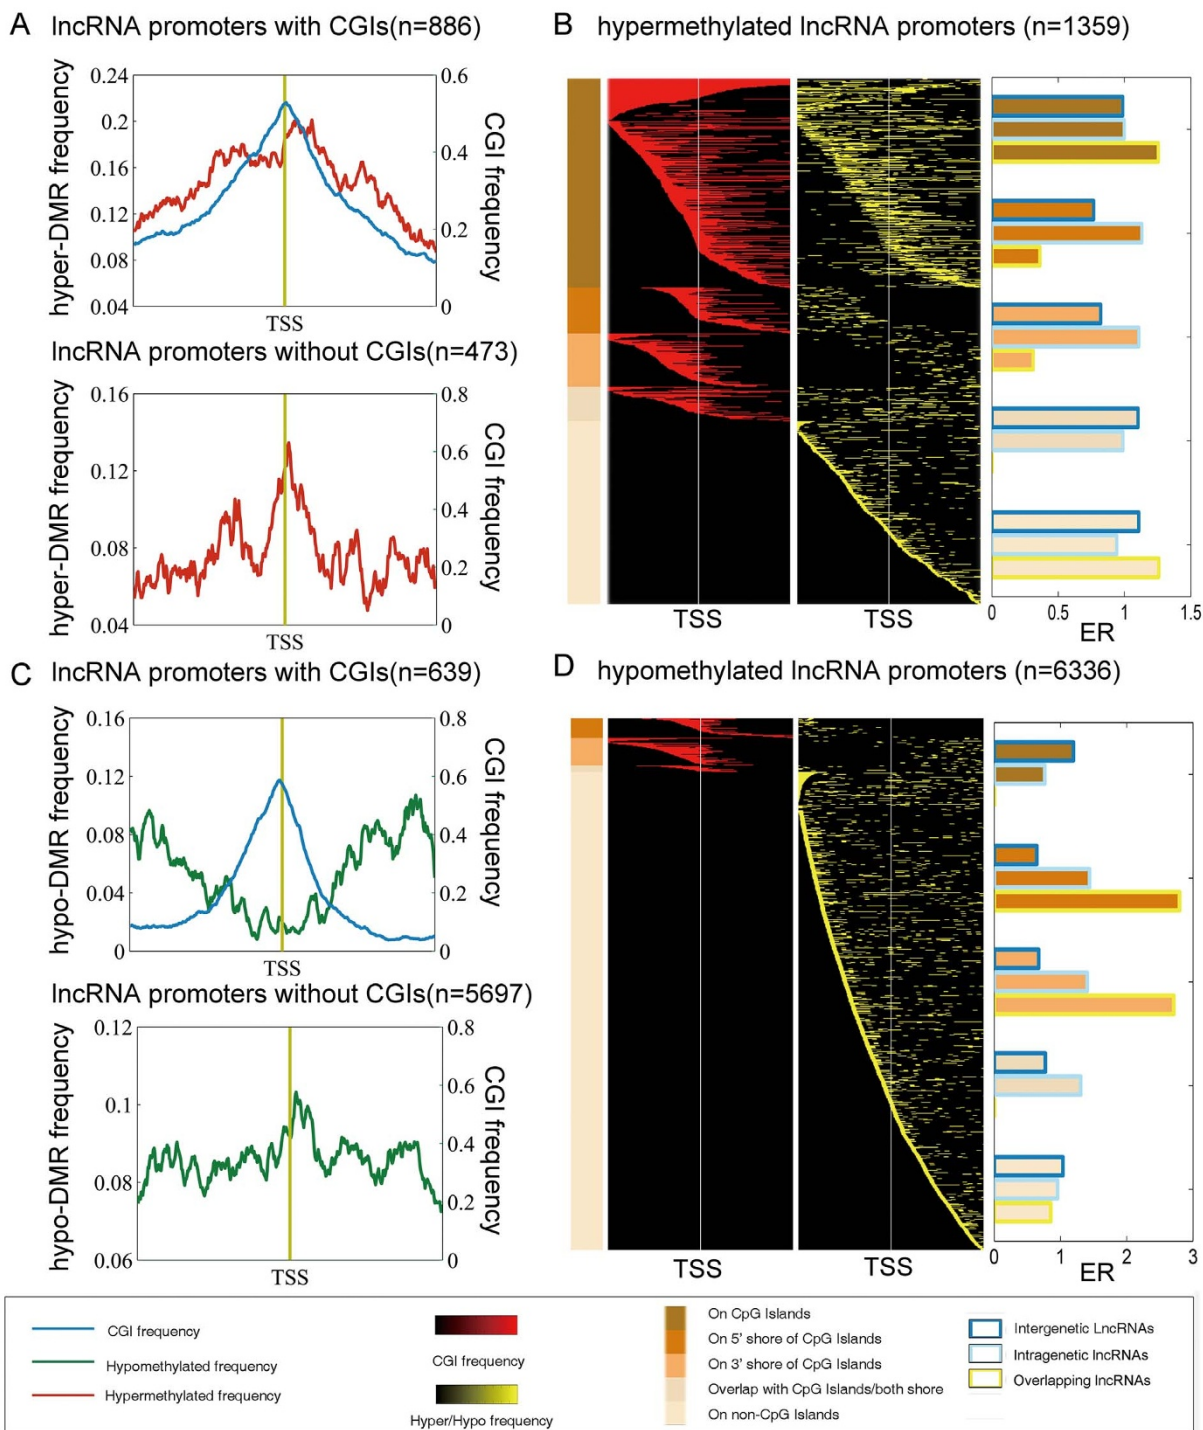 A lncRNA promoters with CGIs(n=886)
hyper-DMR frequency
0.24
0.2
0.16
0.12
0.08
0.04
0.6
0.4
0.2
0
CGI frequency
TSS
lncRNA promoters without CGIs(n=473)
hyper-DMR frequency
0.16
0.12
0.08
0.04
0.8
0.6
0.4
0.2
0
CGI frequency
TSS
B hypermethylated lncRNA promoters (n=1359)
TSS
TSS
0
0.5
1
1.5
ER
C lncRNA promoters with CGIs(n=639)
hypo-DMR frequency
0.16
0.12
0.08
0.04
0
0.8
0.6
0.4
0.2
0
CGI frequency
TSS
lncRNA promoters without CGIs(n=5697)
hypo-DMR frequency
0.12
0.1
0.08
0.06
0.8
0.6
0.4
0.2
0
CGI frequency
TSS
D hypomethylated lncRNA promoters (n=6336)
TSS
TSS
0
1
2
3
ER
CGI frequency
Hypomethylated frequency
Hypermethylated frequency
CGI frequency
Hyper/Hypo frequency
On CpG Islands
On 5' shore of CpG Islands
On 3' shore of CpG Islands
Overlap with CpG Islands/both shore
On non-CpG Islands
Intergenetic LncRNAs
Intragenetic lncRNAs
Overlapping lncRNAs